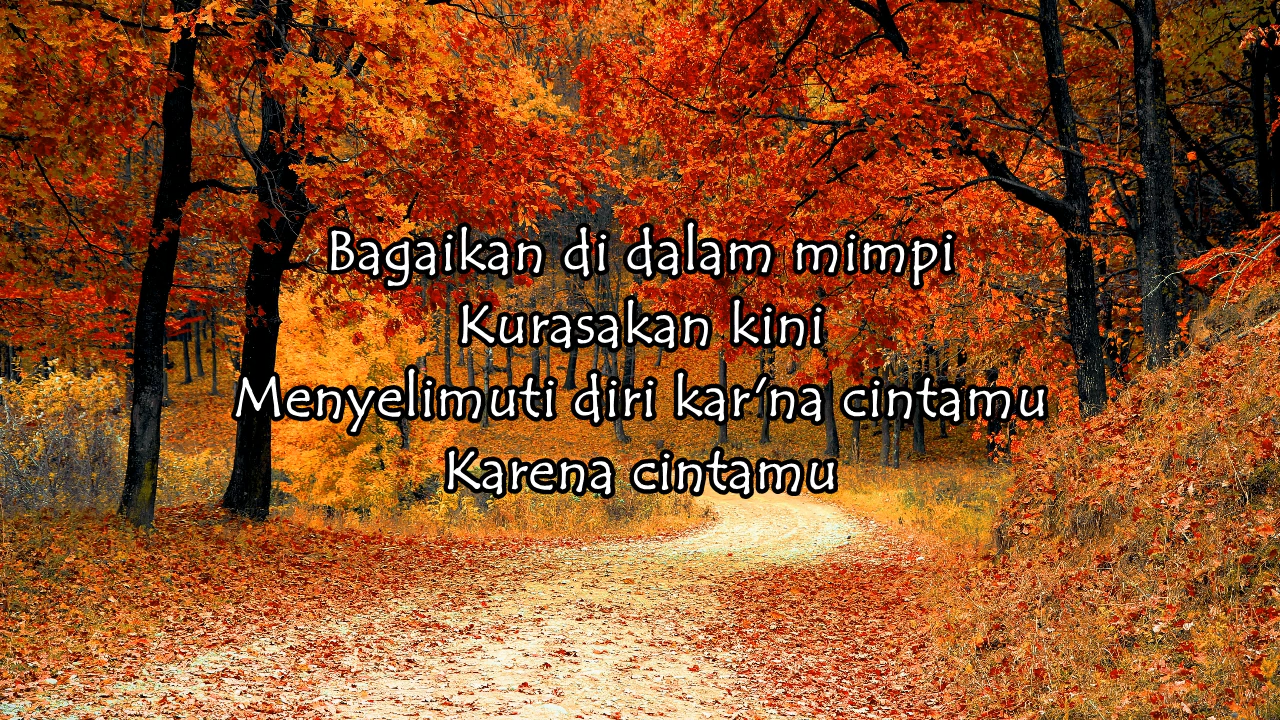 Bagaikan di dalam mimpi
Kurasakan kini
Menyelimuti diri kar'na cintamu
Karena cintamu